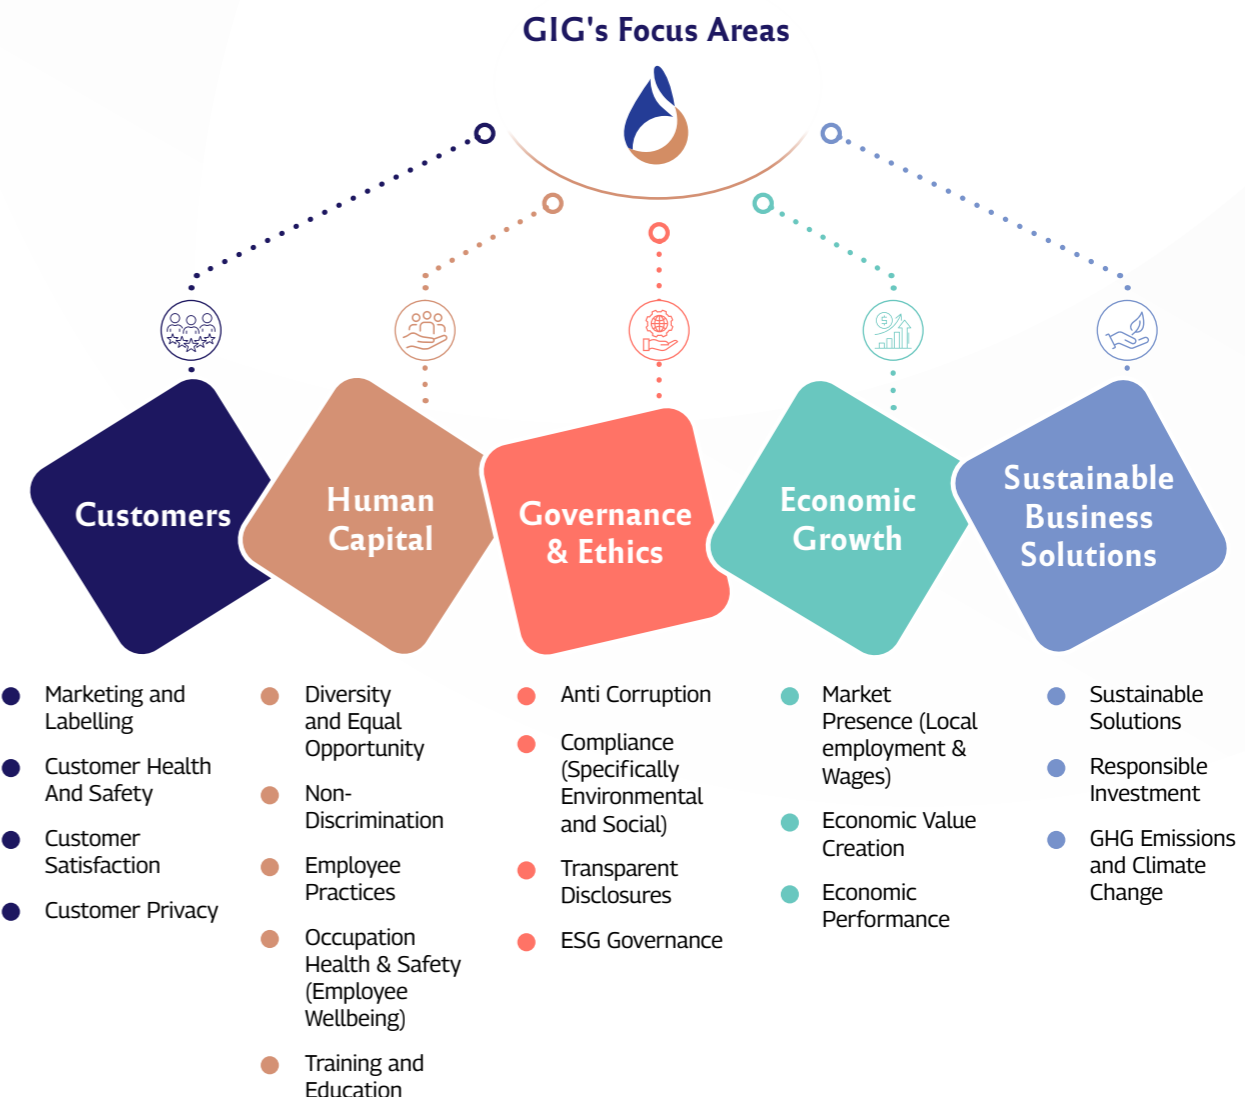 GIG's Focus Areas
Customers
Human
Capital
Governance
& Ethics
Economic
Growth
Sustainable
Business
Solutions
Marketing and
Labelling
Customer Health
And Safety
Customer
Satisfaction
Customer Privacy
Diversity
and Equal
Opportunity
Non-
Discrimination
Employee
Practices
Occupation
Health & Safety
(Employee
Wellbeing)
Training and
Education
Anti Corruption
Compliance
(Specifically
Environmental
and Social)
Transparent
Disclosures
ESG Governance
Market
Presence (Local
employment &
Wages)
Economic Value
Creation
Economic
Performance
Sustainable
Solutions
Responsible
Investment
GHG Emissions
and Climate
Change